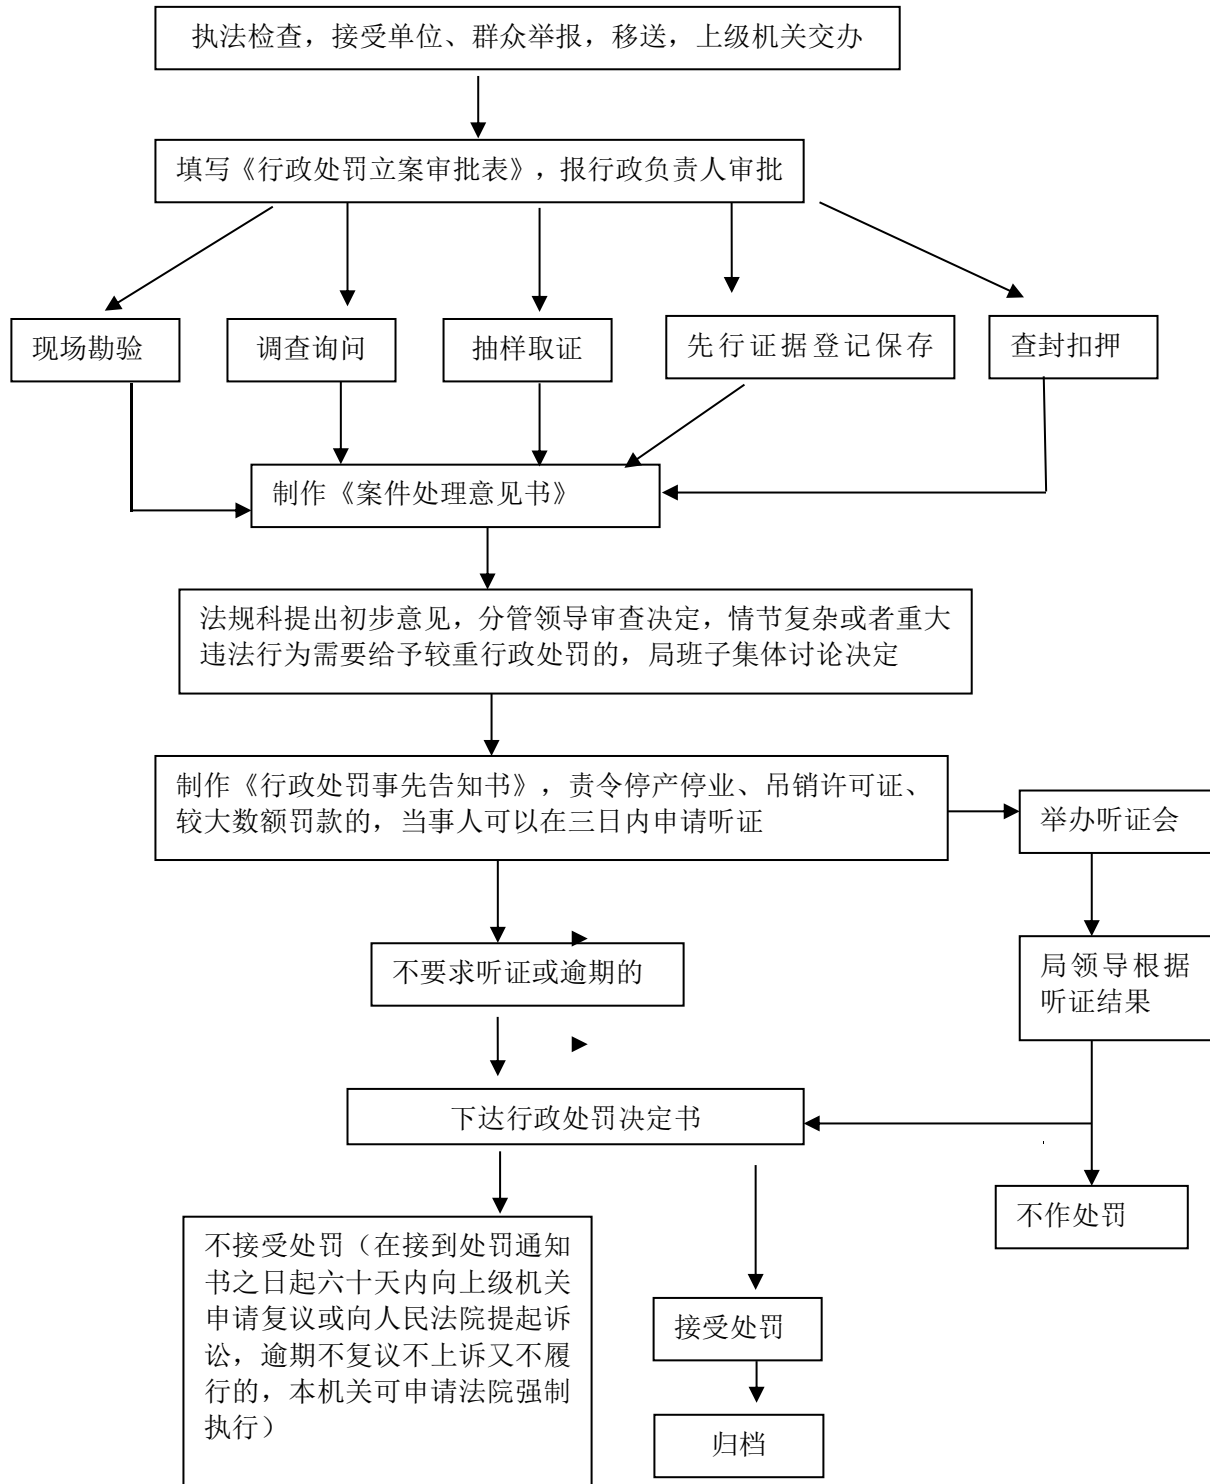 执法检查，接受单位、群众举报，移送，上级机关交办
填写《行政处罚立案审批表》，报行政负责人审批
现场勘验
调查询问
抽样取证
先行证据登记保存
查封扣押
制作《案件处理意见书》
法规科提出初步意见，分管领导审查决定，情节复杂或者重大
违法行为需要给予较重行政处罚的，局班子集体讨论决定
制作《行政处罚事先告知书》，责令停产停业、吊销许可证、
较大数额罚款的，当事人可以在三日内申请听证
举办听证会
不要求听证或逾期的
局领导根据
听证结果
下达行政处罚决定书
不作处罚
不接受处罚（在接到处罚通知
书之日起六十天内向上级机关
申请复议或向人民法院提起诉
讼，逾期不复议不上诉又不履
行的，本机关可申请法院强制
执行）
接受处罚
归档